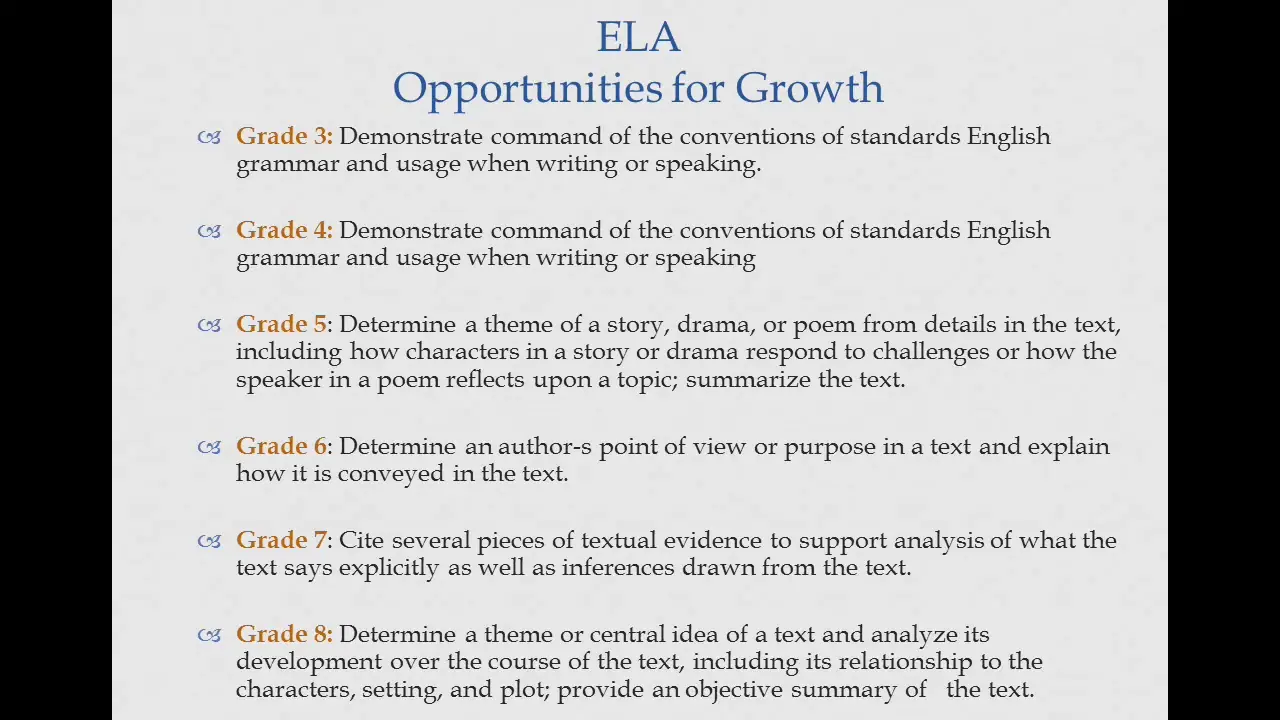 ELA
Opportunities for Growth
Grade 3: Demonstrate command of the conventions of standards English
grammar and usage when writing or speaking.
Grade 4: Demonstrate command of the conventions of standards English
grammar and usage when writing or speaking
Grade 5: Determine a theme of a story, drama, or poem from details in the text,
including how characters in a story or drama respond to challenges or how the
speaker in a poem reflects upon a topic; summarize the text.
Grade 6: Determine an author-s point of view or purpose in a text and explain
how it is conveyed in the text.
Grade 7: Cite several pieces of textual evidence to support analysis of what the
text says explicitly as well as inferences drawn from the text.
Grade 8: Determine a theme or central idea of a text and analyze its
development over the course of the text, including its relationship to the
characters, setting, and plot; provide an objective summary of   the text.